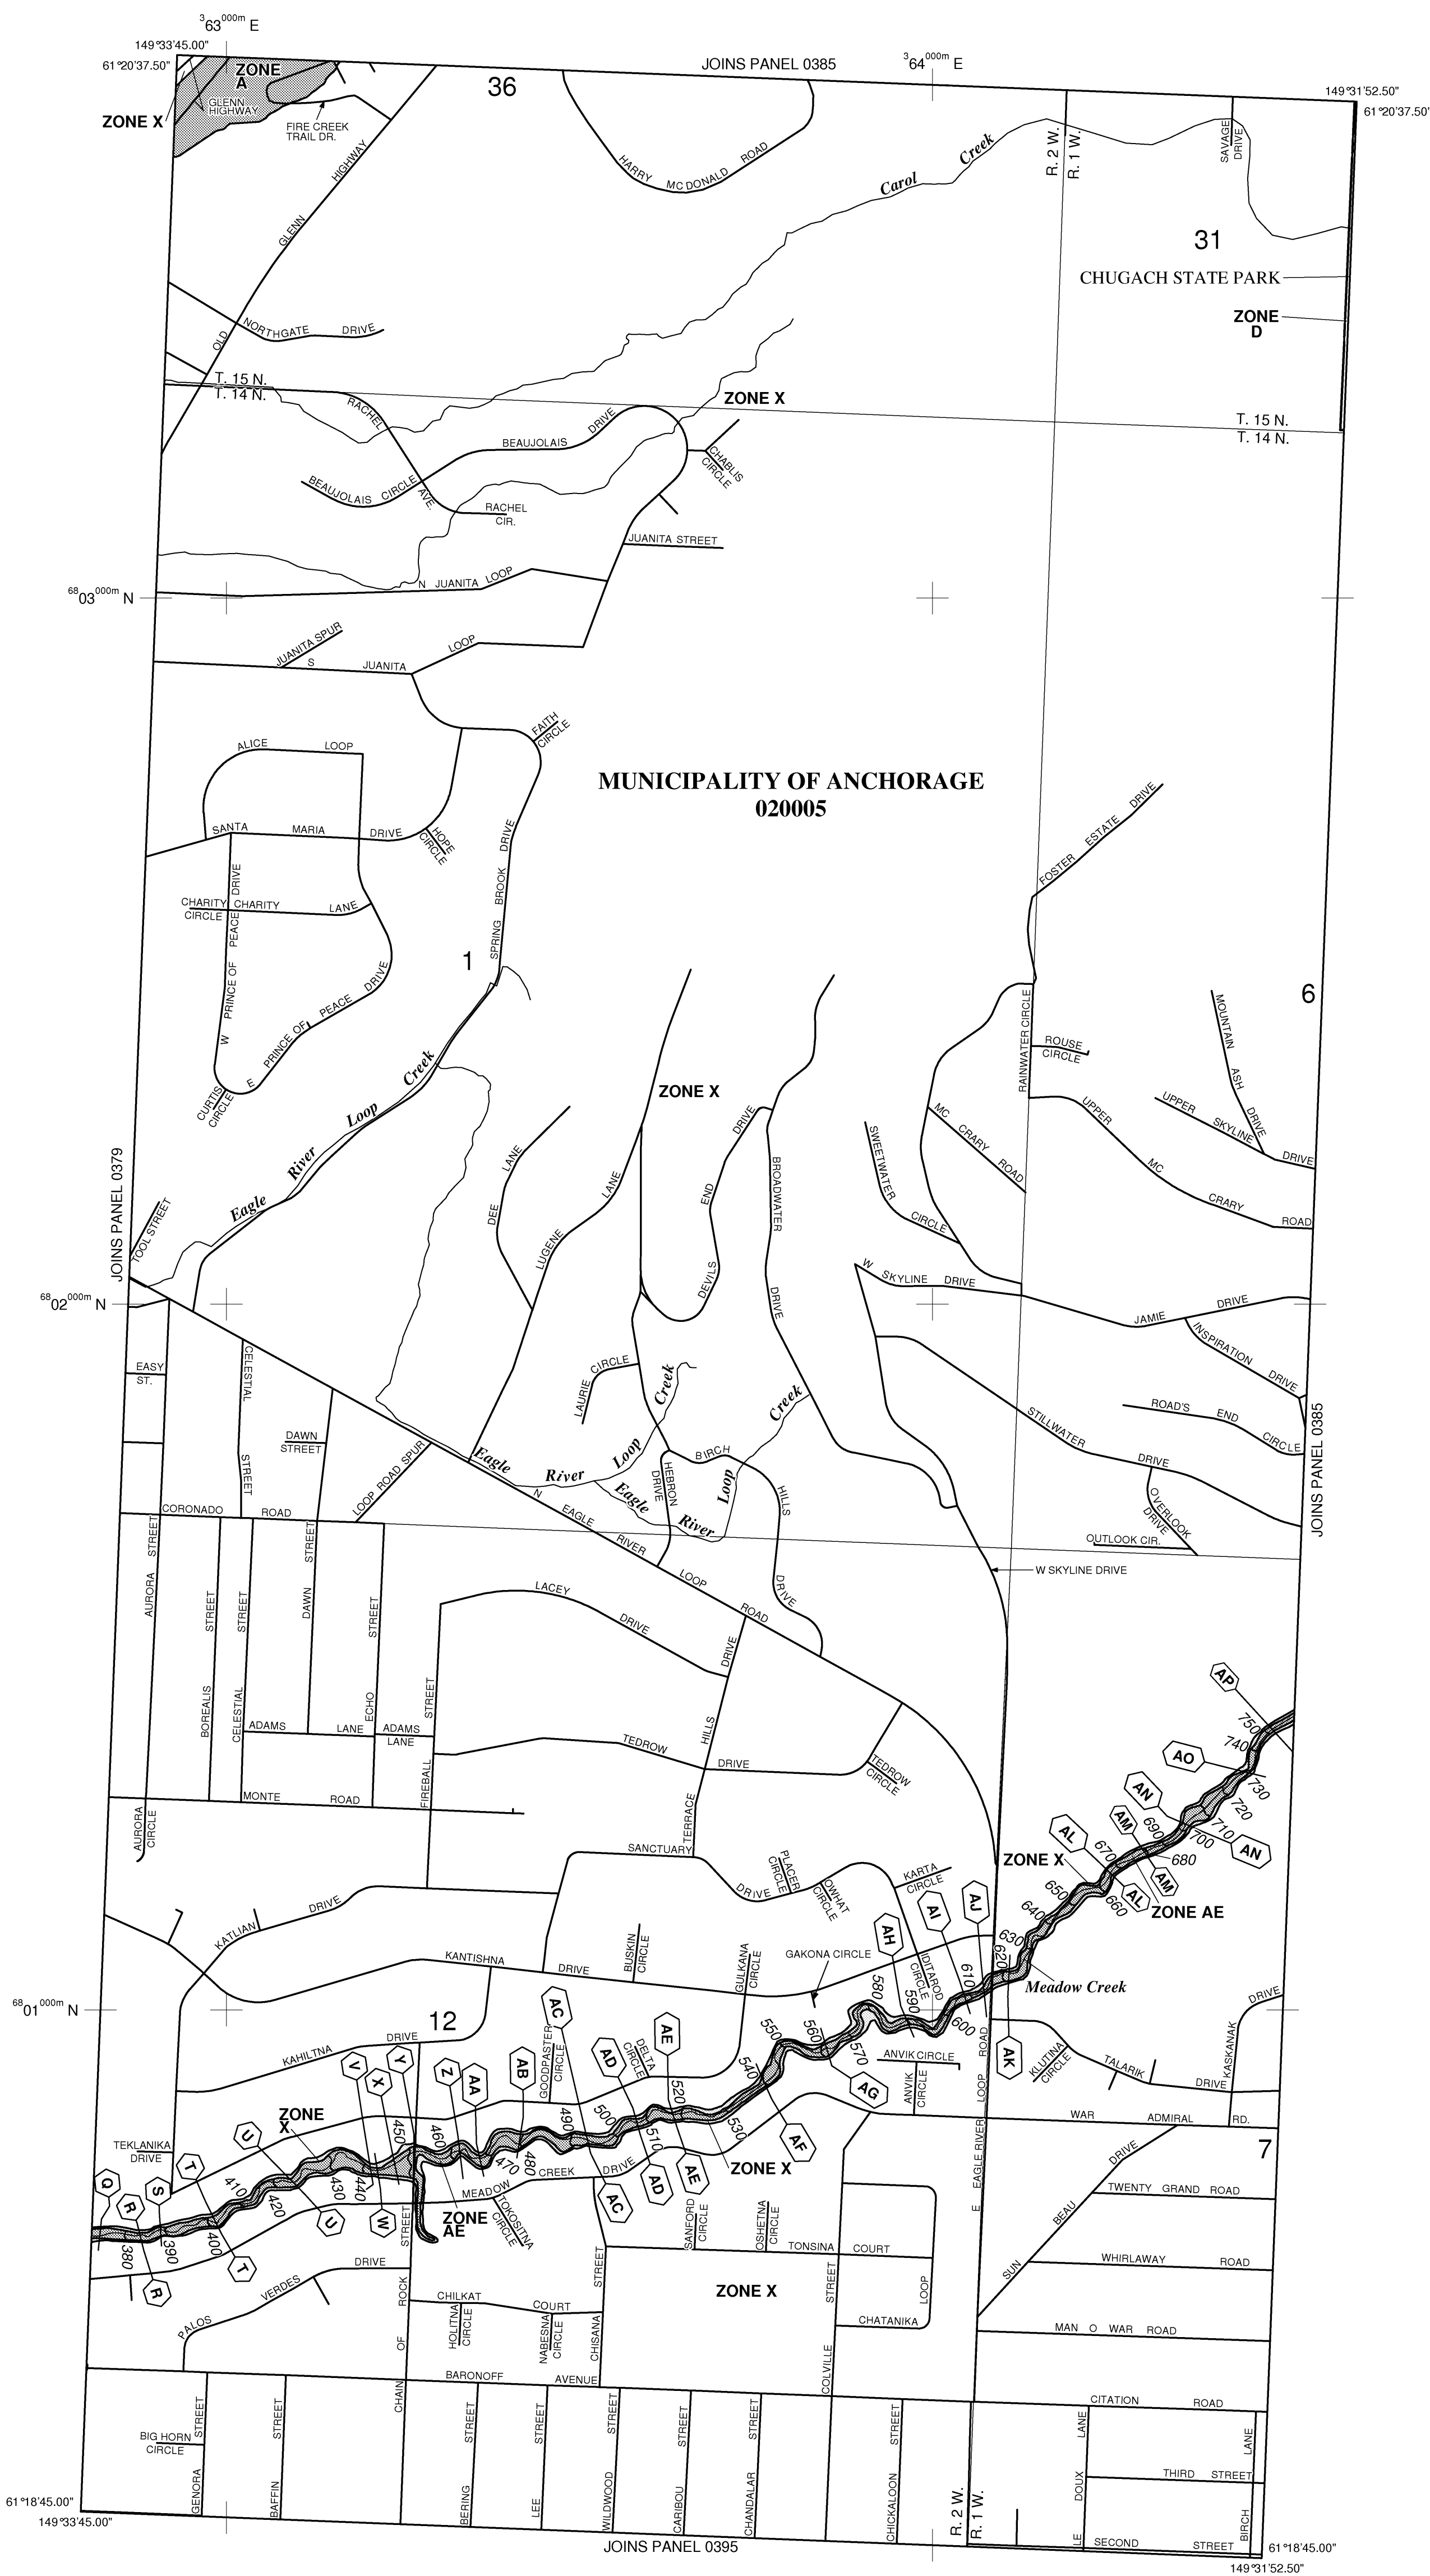 363000m E
149°33'45.00"
61°20'37.50"
ZONE
A
GLENN
HIGHWAY
ZONE X
FIRE CREEK
TRAIL DR.
36
JOINS PANEL 0385
364000m E
149°31'52.50"
61°20'37.50'
HARRY MCDONALD ROAD
Carol Creek
R. 2 W.
R. 1 W.
SAVAGE
DRIVE
31
CHUGACH STATE PARK
ZONE
D
OLD GLENN HIGHWAY
NORTHGATE DRIVE
T. 15 N.
T. 14 N.
ZONE X
T. 15 N.
T. 14 N.
RACHEL AVE.
BEAUJOLAIS DRIVE
BEAUJOLAIS CIRCLE
CHABLIS
CIRCLE
RACHEL
CIR.
JUANITA STREET
N JUANITA LOOP
6803000m N
JUANITA SPUR
S JUANITA LOOP
FAITH
CIRCLE
ALICE LOOP
MUNICIPALITY OF ANCHORAGE
020005
SANTA MARIA DRIVE
HOPE
CIRCLE
SPRING BROOK DRIVE
FOSTER ESTATE DRIVE
CHARITY
CIRCLE
CHARITY LANE
W PRINCE OF PEACE DRIVE
E PRINCE OF PEACE DRIVE
CURTIS
CIRCLE
1
6
Eagle River Loop Creek
ZONE X
RAINWATER CIRCLE
ROUSE
CIRCLE
MOUNTAIN ASH DRIVE
UPPER SKYLINE DRIVE
UPPER MC CRARY ROAD
MC CRARY ROAD
SWEETWATER CIRCLE
DEE LANE
LUGENE LANE
DEVILS END DRIVE
BROADWATER DRIVE
JOINS PANEL 0379
TOOL STREET
W SKYLINE DRIVE
JAMIE DRIVE
INSPIRATION DRIVE
6802000m N
EASY
ST.
CELESTIAL STREET
DAWN
STREET
LOOP ROAD SPUR
LAURIE CIRCLE
Eagle River Loop Creek
Eagle River Loop Creek
HEBRON
DRIVE
BIRCH HILLS DRIVE
ROAD'S END CIRCLE
STILLWATER DRIVE
OVERLOOK
DRIVE
OUTLOOK CIR.
JOINS PANEL 0385
CORONADO ROAD
N EAGLE RIVER LOOP ROAD
W SKYLINE DRIVE
AURORA STREET
BOREALIS STREET
CELESTIAL STREET
DAWN STREET
ECHO STREET
FIREBALL STREET
LACEY DRIVE
TERRACE HILLS DRIVE
ADAMS LANE
ADAMS
LANE
TEDROW DRIVE
TEDROW
CIRCLE
MONTE ROAD
AURORA
CIRCLE
SANCTUARY DRIVE
PLACER
CIRCLE
OWHAT
CIRCLE
KARTA
CIRCLE
AP
750
740
AO
730
720
AN
710
AN
700
690
AM
680
AM
670
AL
AL
660
650
ZONE X
ZONE AE
640
630
620
Meadow Creek
KATLIAN DRIVE
KANTISHNA DRIVE
BUSKIN
CIRCLE
GULKANA
CIRCLE
GAKONA CIRCLE
IDITAROD
CIRCLE
AH
AI
AJ
AK
610
600
590
580
570
560
550
540
530
520
510
500
490
480
470
460
450
440
430
420
410
400
390
380
6801000m N
12
KAHILTNA DRIVE
GOODPASTER
CIRCLE
DELTA
CIRCLE
ANVIK CIRCLE
ANVIK
CIRCLE
KLUTINA
CIRCLE
TALARIK DRIVE
KASKANAK DRIVE
V
X
Y
Z
AA
AB
AC
AD
AE
AF
AG
ZONE
X
TEKLANIKA
DRIVE
Q
R
S
T
U
R
T
U
W
AC
AD
AE
MEADOW CREEK DRIVE
ZONE
AE
TOKOSITNA
CIRCLE
ZONE X
WAR ADMIRAL RD.
7
SUN BEAU DRIVE
TWENTY GRAND ROAD
WHIRLAWAY ROAD
MAN O WAR ROAD
E EAGLE RIVER LOOP ROAD
SANFORD
CIRCLE
OSHETNA
CIRCLE
TONSINA COURT
ZONE X
CHATANIKA LOOP
COLVILLE STREET
PALOS VERDES DRIVE
CHAIN OF ROCK STREET
CHILKAT COURT
HOLITNA
CIRCLE
NABESNA
CIRCLE
CHISANA STREET
BARONOFF AVENUE
CITATION ROAD
BIG HORN
CIRCLE
GENORA STREET
BAFFIN STREET
BERING STREET
LEE STREET
WILDWOOD STREET
CARIBOU STREET
CHANDALAR STREET
CHICKALOON STREET
R. 2 W.
R. 1 W.
LE DOUX LANE
THIRD STREET
BIRCH LANE
SECOND STREET
61°18'45.00"
149°33'45.00"
JOINS PANEL 0395
61°18'45.00"
149°31'52.50"